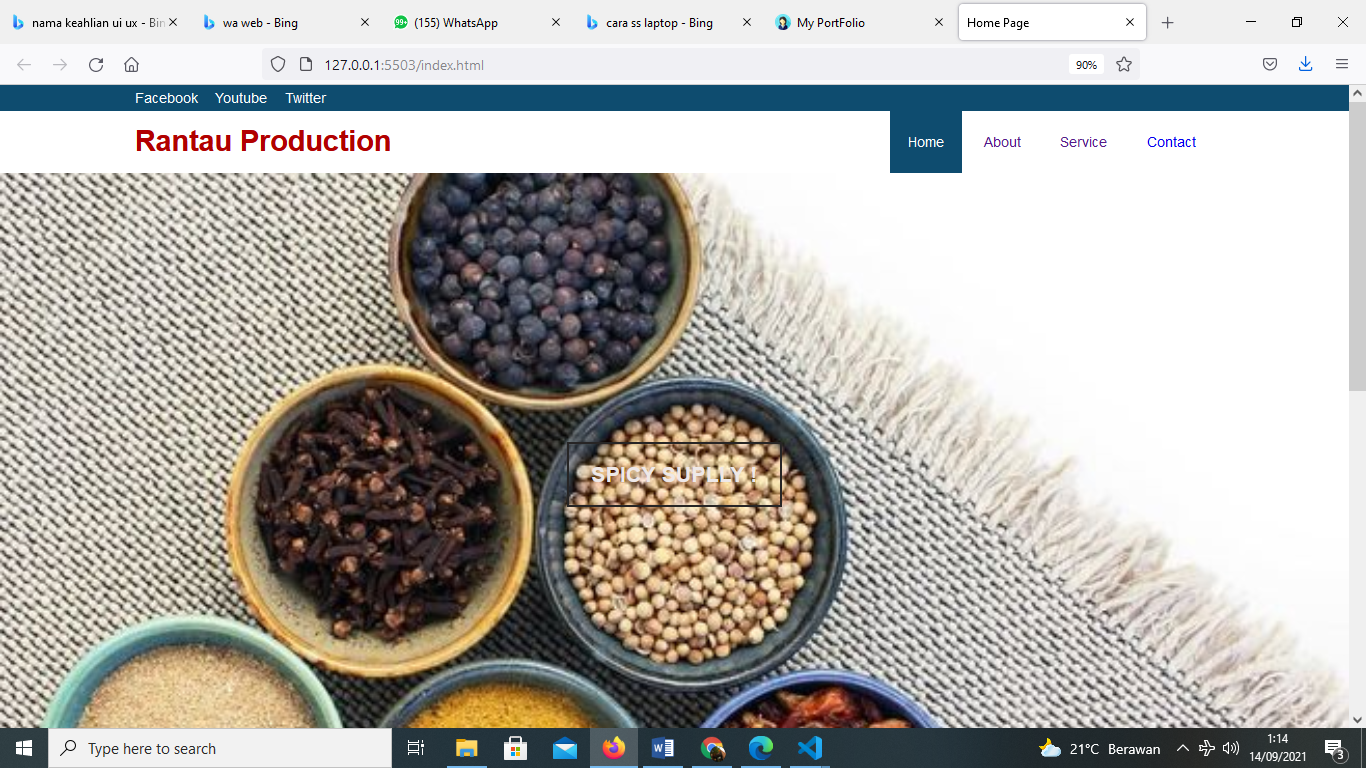 nama keahlian ui ux - Bin
wa web - Bing
99+
(155) WhatsApp
cara ss laptop - Bing
My PortFolio
Home Page
127.0.0.1:5503/index.html
90%
Facebook Youtube Twitter
Rantau Production
Home About Service Contact
SPICY SUPLLY !
Type here to search
21°C Berawan
1:14
14/09/2021
3